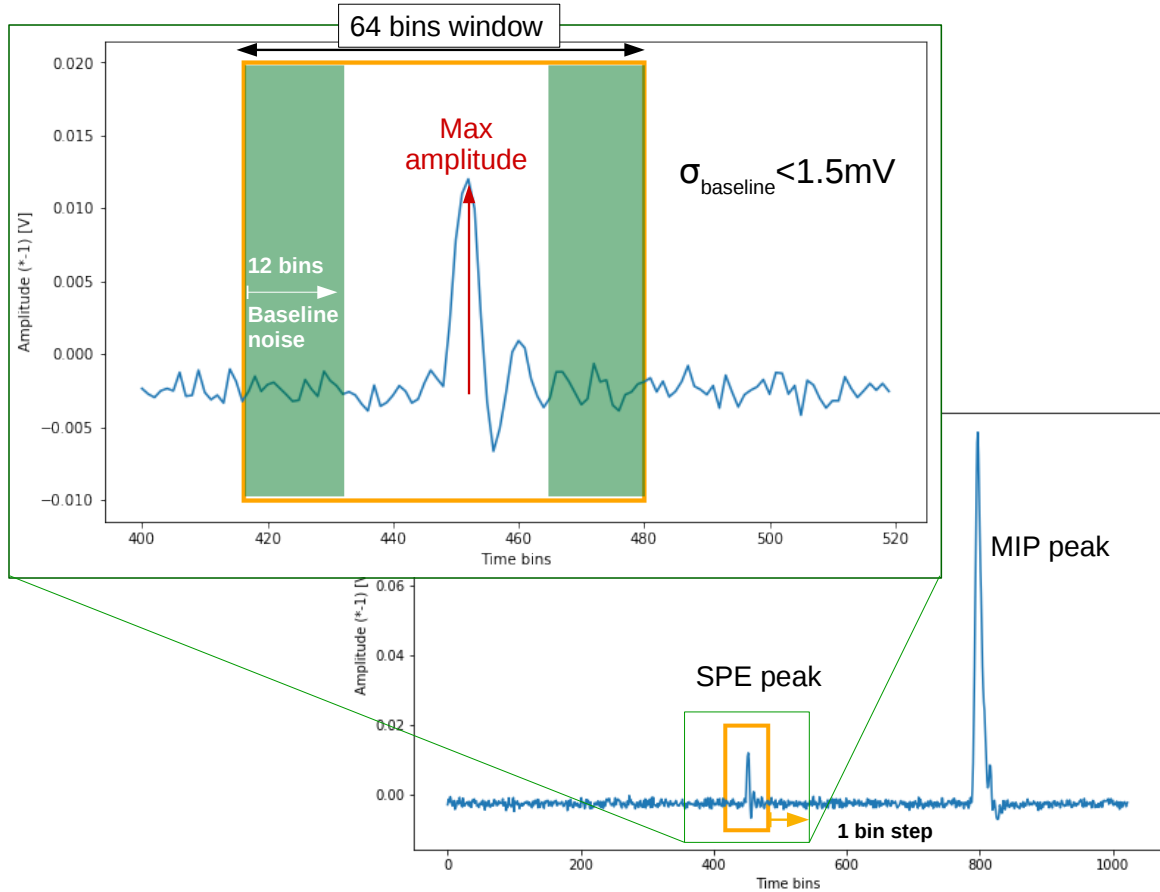 64 bins window
0.020
0.015
0.010
0.005
0.000
−0.005
−0.010
Amplitude (*-1) [V]
Max
amplitude
σbaseline<1.5mV
12 bins
Baseline
noise
400
420
440
460
480
500
520
Time bins
MIP peak
SPE peak
0.06
0.04
0.02
0.00
Amplitude (*-1)
1 bin step
0
200
400
600
800
1000
Time bins